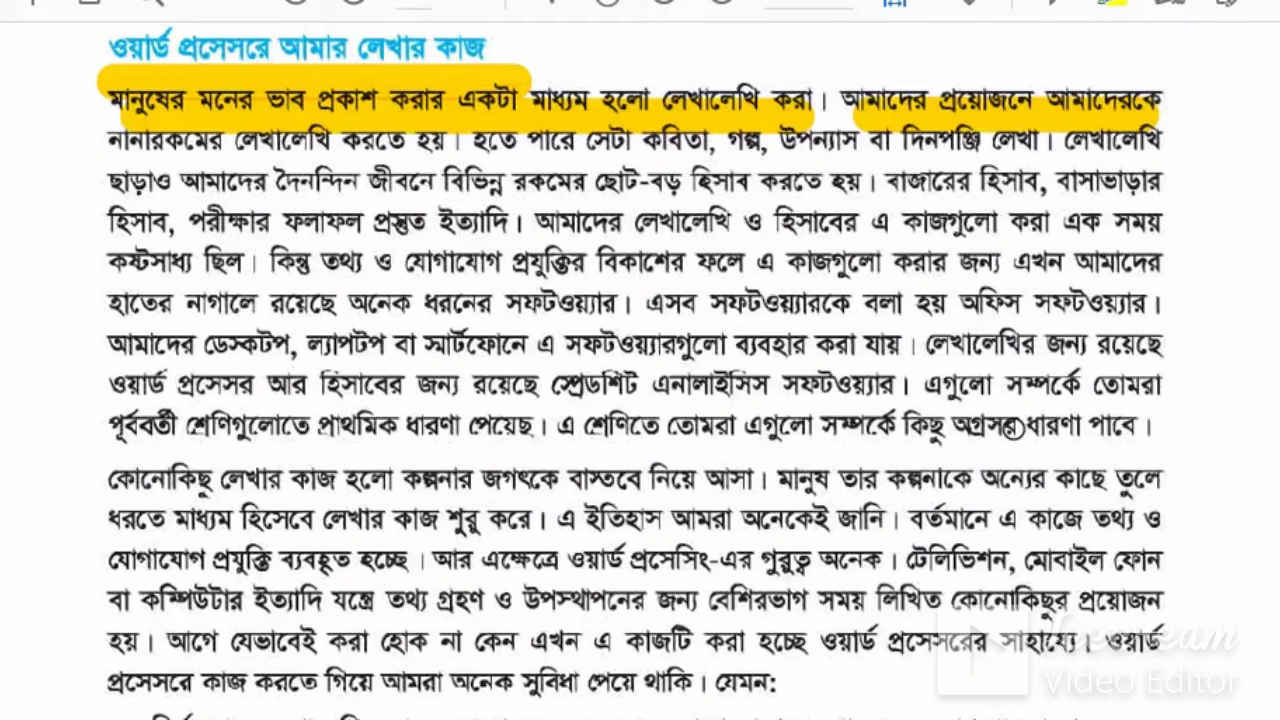 ওয়ার্ড প্রসেসরে আমার লেখার কাজ
মানুষের মনের ভাব প্রকাশ করার একটা মাধ্যম হলো লেখালেখি করা। আমাদের প্রয়োজনে আমাদেরকে
নানারকমের লেখালেখি করতে হয়। হতে পারে সেটা কবিতা, গল্প, উপন্যাস বা দিনপঞ্জি লেখা। লেখালেখি
ছাড়াও আমাদের দৈনন্দিন জীবনে বিভিন্ন রকমের ছোট-বড় হিসাব করতে হয়। বাজারের হিসাব, বাসাভাড়ার
হিসাব, পরীক্ষার ফলাফল প্রস্তুত ইত্যাদি। আমাদের লেখালেখি ও হিসাবের এ কাজগুলো করা এক সময়
কষ্টসাধ্য ছিল। কিন্তু তথ্য ও যোগাযোগ প্রযুক্তির বিকাশের ফলে এ কাজগুলো করার জন্য এখন আমাদের
হাতের নাগালে রয়েছে অনেক ধরনের সফটওয়্যার। এসব সফটওয়্যারকে বলা হয় অফিস সফটওয়্যার।
আমাদের ডেস্কটপ, ল্যাপটপ বা স্মার্টফোনে এ সফটওয়্যারগুলো ব্যবহার করা যায়। লেখালেখির জন্য রয়েছে
ওয়ার্ড প্রসেসর আর হিসাবের জন্য রয়েছে স্প্রেডশিট এনালাইসিস সফটওয়্যার। এগুলো সম্পর্কে তোমরা
পূর্ববর্তী শ্রেণিগুলোতে প্রাথমিক ধারণা পেয়েছ। এ শ্রেণিতে তোমরা এগুলো সম্পর্কে কিছু অগ্রসর ধারণা পাবে।
কোনোকিছু লেখার কাজ হলো কল্পনার জগৎকে বাস্তবে নিয়ে আসা। মানুষ তার কল্পনাকে অন্যের কাছে তুলে
ধরতে মাধ্যম হিসেবে লেখার কাজ শুরু করে। এ ইতিহাস আমরা অনেকেই জানি। বর্তমানে এ কাজে তথ্য ও
যোগাযোগ প্রযুক্তি ব্যবহৃত হচ্ছে। আর এক্ষেত্রে ওয়ার্ড প্রসেসিং-এর গুরুত্ব অনেক। টেলিভিশন, মোবাইল ফোন
বা কম্পিউটার ইত্যাদি যন্ত্রে তথ্য গ্রহণ ও উপস্থাপনের জন্য বেশিরভাগ সময় লিখিত কোনোকিছুর প্রয়োজন
হয়। আগে যেভাবেই করা হোক না কেন এখন এ কাজটি করা হচ্ছে ওয়ার্ড প্রসেসরের সাহায্যে। ওয়ার্ড
প্রসেসরে কাজ করতে গিয়ে আমরা অনেক সুবিধা পেয়ে থাকি। যেমন:
Video Editor